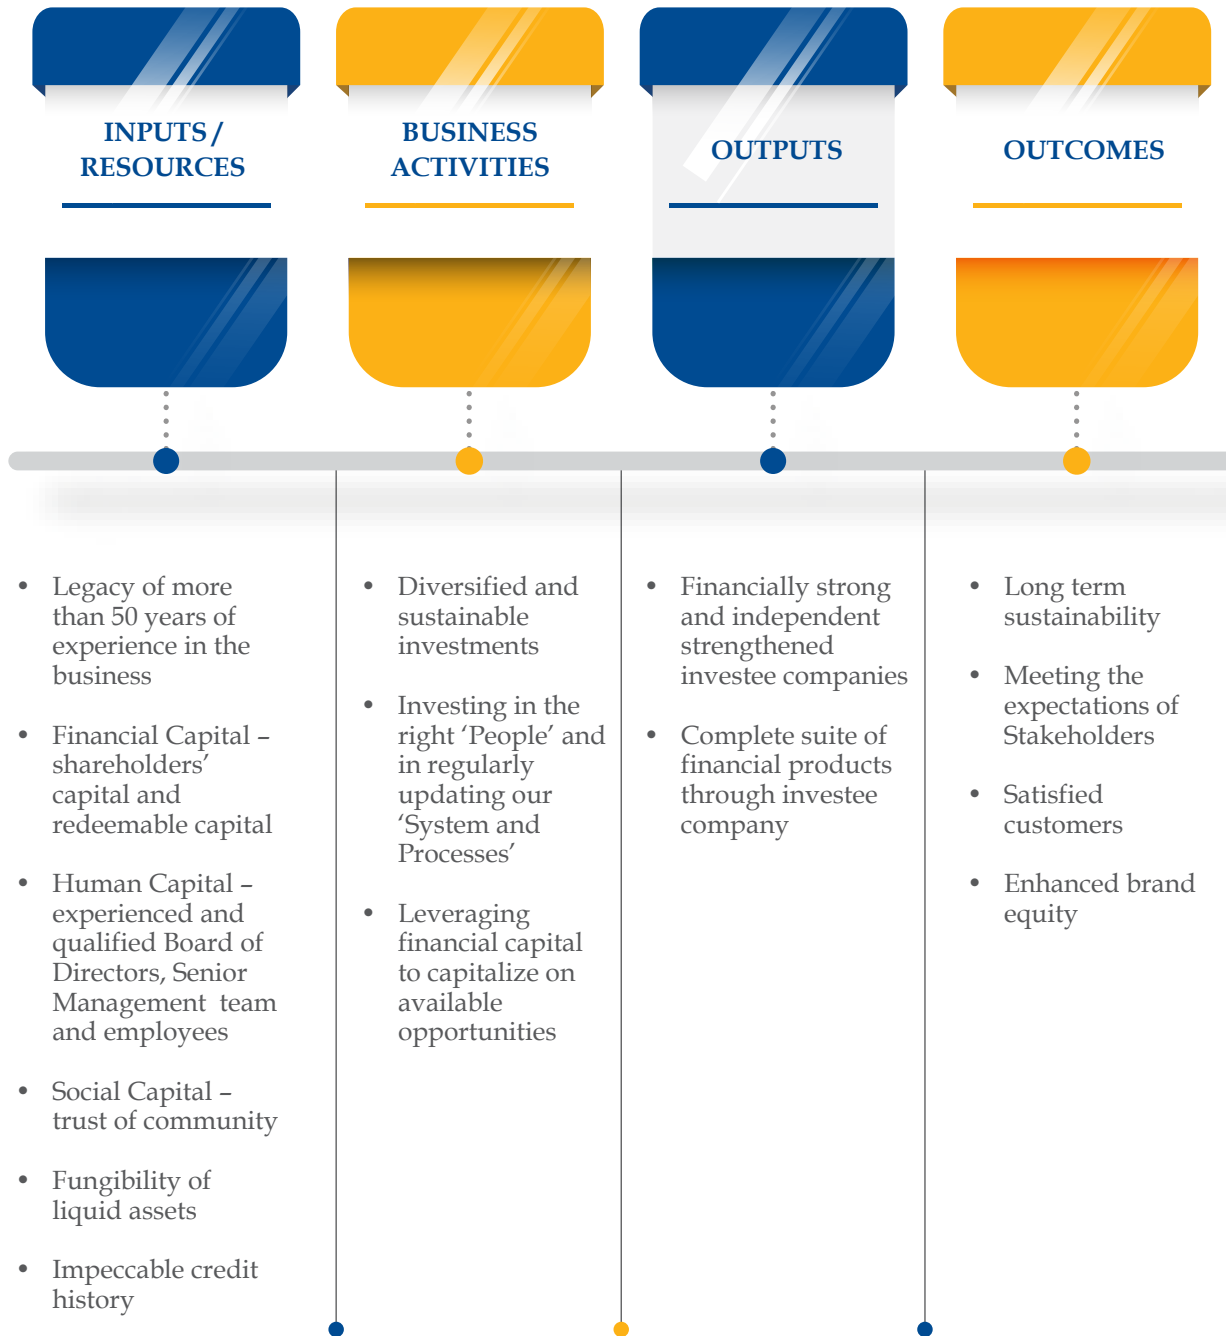 INPUTS /
RESOURCES
BUSINESS
ACTIVITIES
OUTPUTS
OUTCOMES
• Legacy of more
than 50 years of
experience in the
business
• Financial Capital –
shareholders’
capital and
redeemable capital
• Human Capital –
experienced and
qualified Board of
Directors, Senior
Management team
and employees
• Social Capital –
trust of community
• Fungibility of
liquid assets
• Impeccable credit
history
• Diversified and
sustainable
investments
• Investing in the
right ‘People’ and
in regularly
updating our
‘System and
Processes’
• Leveraging
financial capital
to capitalize on
available
opportunities
• Financially strong
and independent
strengthened
investee companies
• Complete suite of
financial products
through investee
company
• Long term
sustainability
• Meeting the
expectations of
Stakeholders
• Satisfied
customers
• Enhanced brand
equity